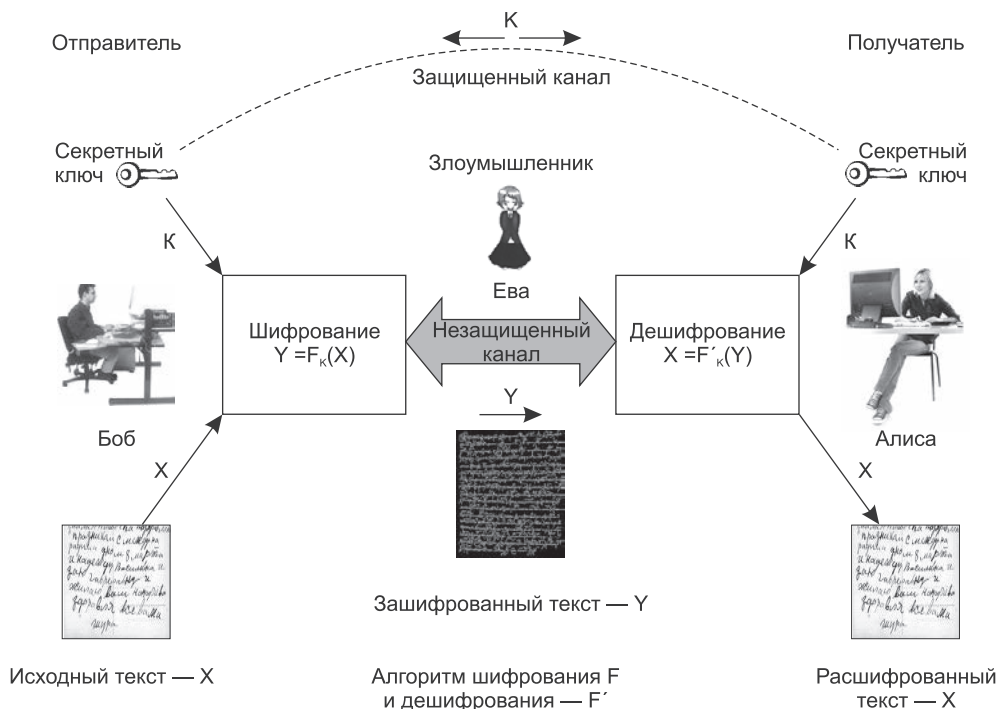 K
Отправитель
Получатель
Защищенный канал
Секретный
ключ
Злоумышленник
Секретный
ключ
K
K
Ева
Шифрование
Y =Fк(X)
Незащищенный
канал
Дешифрование
X =F´к(Y)
Y
Боб
Алиса
X
X
Зашифрованный текст — Y
Исходный текст — X
Алгоритм шифрования F
и дешифрования — F´
Расшифрованный
текст — X